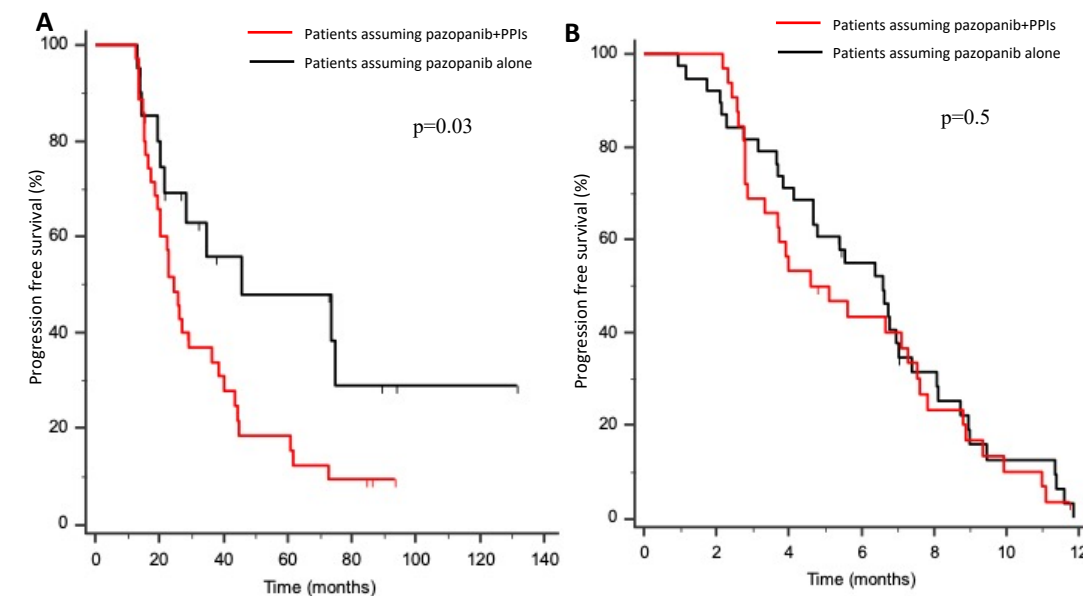 A
Patients assuming pazopanib+PPIs
Patients assuming pazopanib alone
p=0.03
Progression free survival (%)
100
80
60
40
20
0
0 20 40 60 80 100 120 140
Time (months)
B
Patients assuming pazopanib+PPIs
Patients assuming pazopanib alone
p=0.5
Progression free survival (%)
100
80
60
40
20
0
0 2 4 6 8 10 12
Time (months)